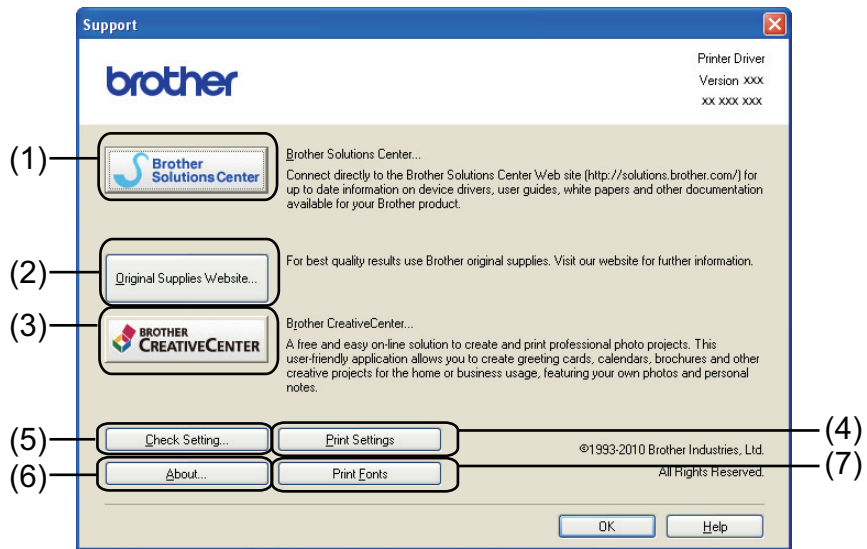 Support
brother
Printer Driver
Version xxx
xx xxx xxx
(1)
Brother
Solutions Center
Brother Solutions Center...
Connect directly to the Brother Solutions Center Web site (http://solutions.brother.com/) for
up to date information on device drivers, user guides, white papers and other documentation
available for your Brother product.
(2)
Original Supplies Website...
For best quality results use Brother original supplies. Visit our website for further information.
(3)
BROTHER
CREATIVECENTER
Brother CreativeCenter...
A free and easy on-line solution to create and print professional photo projects. This
user-friendly application allows you to create greeting cards, calendars, brochures and other
creative projects for the home or business usage, featuring your own photos and personal
notes.
(5)
Check Setting...
Print Settings
(4)
©1993-2010 Brother Industries, Ltd.
(6)
About...
Print Fonts
All Rights Reserved.
(7)
OK
Help